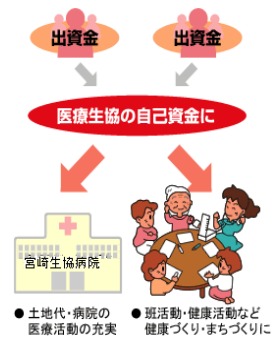 出資金 出資金
医療生協の自己資金に
宮崎生協病院
● 土地代・病院の
医療活動の充実
● 班活動・健康活動など
健康づくり・まちづくりに